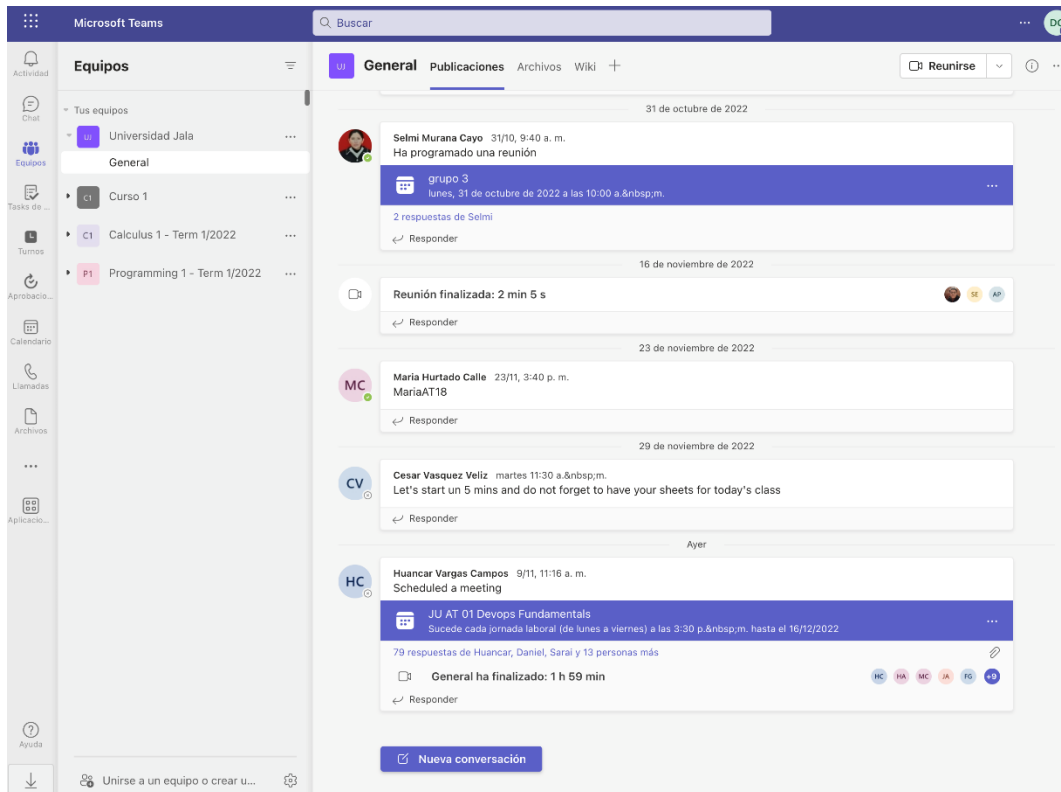 Microsoft Teams
Buscar
DC
Actividad
Chat
Equipos
Tasks de ...
Turnos
Aprobacio...
Calendario
Llamadas
Archivos
Aplicacio...
Ayuda
Equipos
Tus equipos
UJ Universidad Jala
General
C1 Curso 1
C1 Calculus 1 - Term 1/2022
P1 Programming 1 - Term 1/2022
Unirse a un equipo o crear u...
UJ General Publicaciones Archivos Wiki
Reunirse
31 de octubre de 2022
Selmi Murana Cayo 31/10, 9:40 a. m.
Ha programado una reunión
grupo 3
lunes, 31 de octubre de 2022 a las 10:00 a.&nbsp;m.
2 respuestas de Selmi
Responder
16 de noviembre de 2022
Reunión finalizada: 2 min 5 s
SE AP
Responder
23 de noviembre de 2022
MC
Maria Hurtado Calle 23/11, 3:40 p. m.
MariaAT18
Responder
29 de noviembre de 2022
CV
Cesar Vasquez Veliz martes 11:30 a.&nbsp;m.
Let's start un 5 mins and do not forget to have your sheets for today's class
Responder
Ayer
HC
Huancar Vargas Campos 9/11, 11:16 a. m.
Scheduled a meeting
JU AT 01 Devops Fundamentals
Sucede cada jornada laboral (de lunes a viernes) a las 3:30 p.&nbsp;m. hasta el 16/12/2022
79 respuestas de Huancar, Daniel, Sarai y 13 personas más
General ha finalizado: 1 h 59 min
HC HA MC JA FG +9
Responder
Nueva conversación